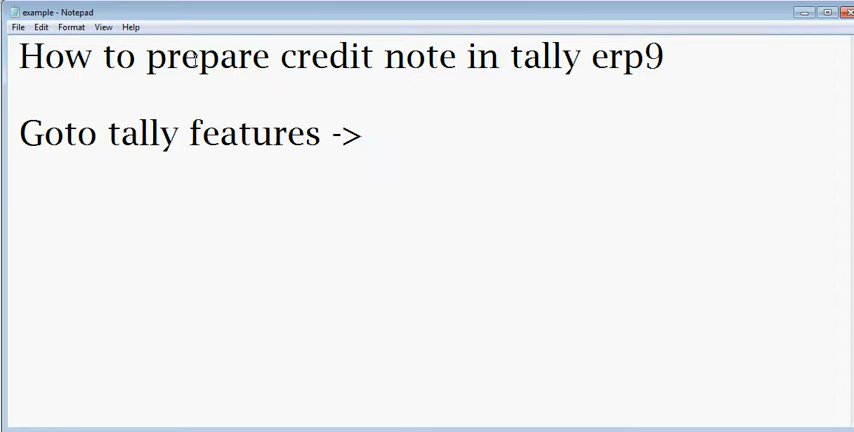 example - Notepad
File Edit Format View Help
How to prepare credit note in tally erp9
Goto tally features ->